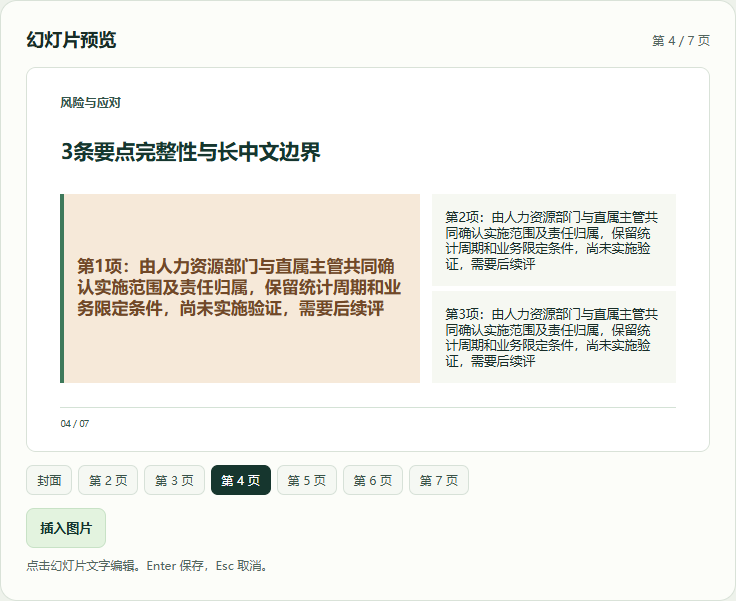 幻灯片预览
第 4 / 7 页
风险与应对
3条要点完整性与长中文边界
第1项：由人力资源部门与直属主管共同确
认实施范围及责任归属，保留统计周期和业
务限定条件，尚未实施验证，需要后续评
第2项：由人力资源部门与直属主管共
同确认实施范围及责任归属，保留统
计周期和业务限定条件，尚未实施验
证，需要后续评
第3项：由人力资源部门与直属主管共
同确认实施范围及责任归属，保留统
计周期和业务限定条件，尚未实施验
证，需要后续评
04 / 07
封面
第 2 页
第 3 页
第 4 页
第 5 页
第 6 页
第 7 页
插入图片
点击幻灯片文字编辑。Enter 保存，Esc 取消。